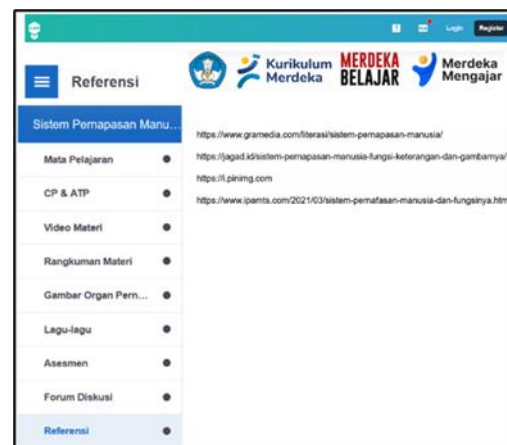 Login
Register
Referensi
Kurikulum Merdeka
MERDEKA BELAJAR
Merdeka Mengajar
Sistem Pernapasan Manu...
Mata Pelajaran
CP & ATP
Video Materi
Rangkuman Materi
Gambar Organ Pern...
Lagu-lagu
Asesmen
Forum Diskusi
Referensi
https://www.gramedia.com/literasi/sistem-pernapasan-manusia/
https://jagad.id/sistem-pernapasan-manusia-fungsi-keterangan-dan-gambarnya/
https://i.pinimg.com
https://www.ipamts.com/2021/03/sistem-pernafasan-manusia-dan-fungsinya.htm